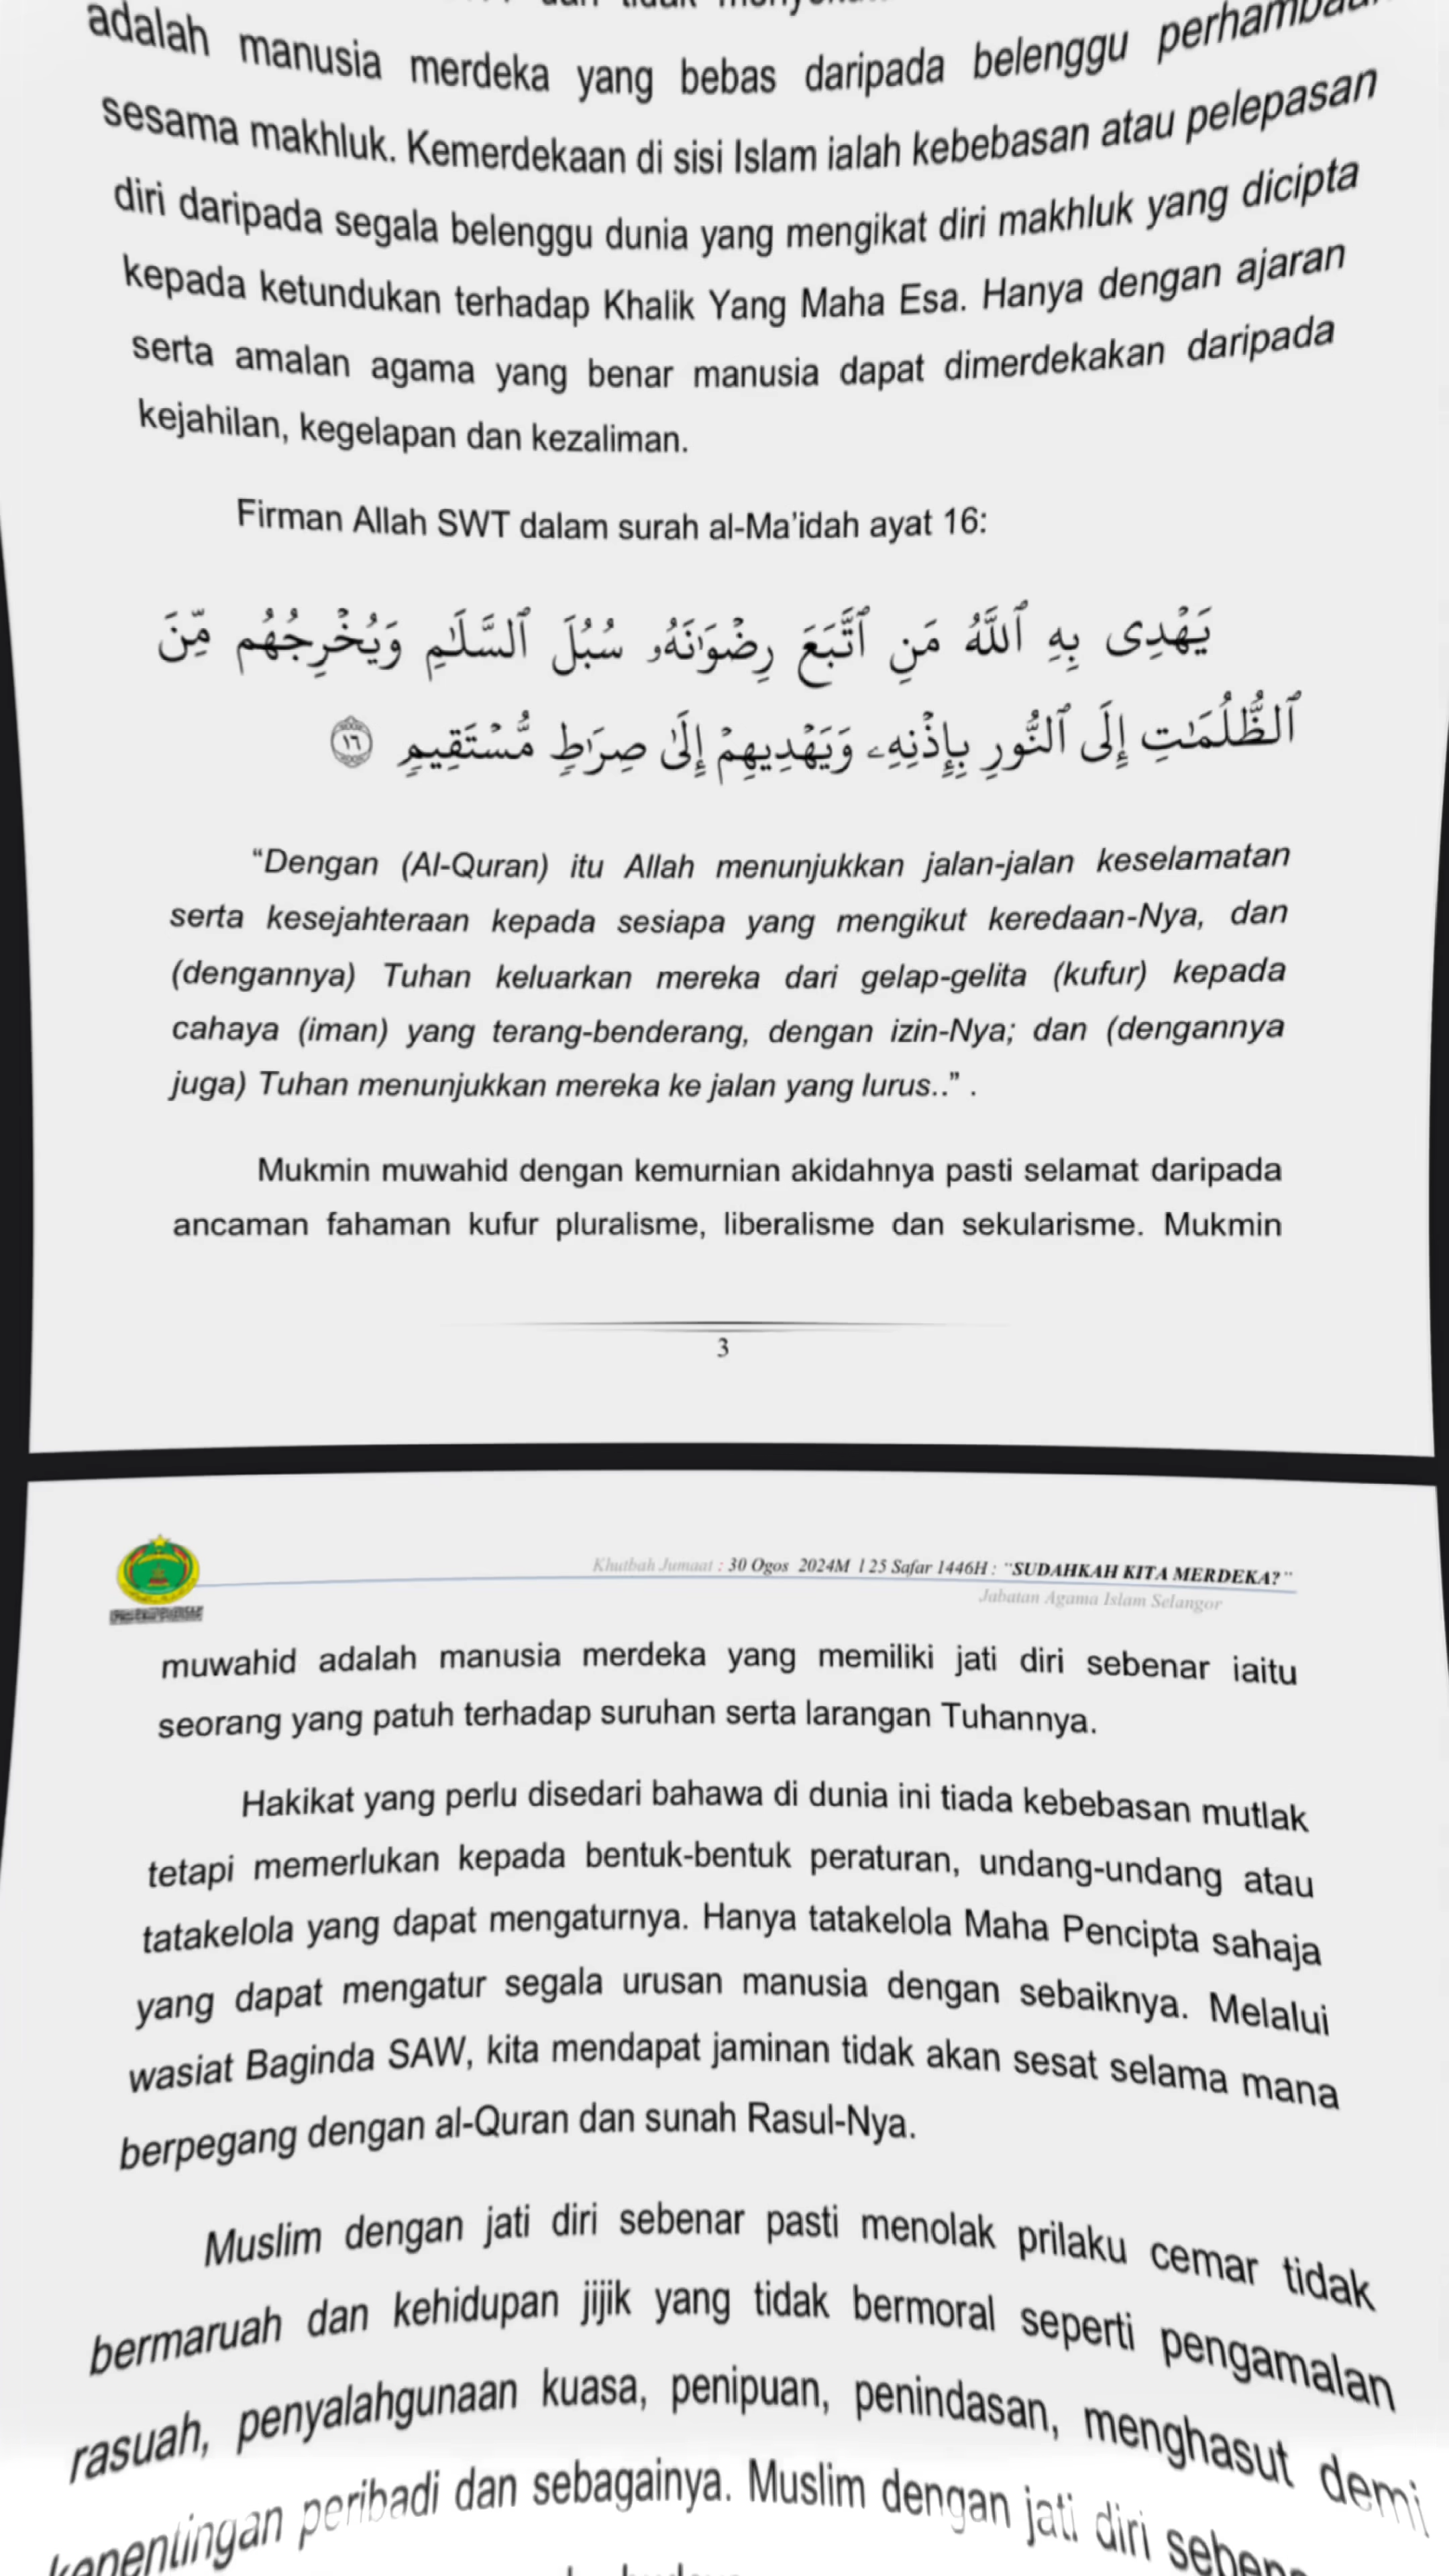 adalah manusia merdeka yang bebas daripada belenggu
sesama makhluk. Kemerdekaan di sisi Islam ialah kebebasan atau pelepasan
diri daripada segala belenggu dunia yang mengikat diri makhluk yang dicipta
kepada ketundukan terhadap Khalik Yang Maha Esa. Hanya dengan ajaran
serta amalan agama yang benar manusia dapat dimerdekakan daripada
kejahilan, kegelapan dan kezaliman.
Firman Allah SWT dalam surah al-Ma’idah ayat 16:
يَهْدِى بِهِ ٱللَّهُ مَنِ ٱتَّبَعَ رِضْوَٰنَهُۥ سُبُلَ ٱلسَّلَٰمِ وَيُخْرِجُهُم مِّنَ
ٱلظُّلُمَٰتِ إِلَى ٱلنُّورِ بِإِذْنِهِۦ وَيَهْدِيهِمْ إِلَىٰ صِرَٰطٍ مُّسْتَقِيمٍ ١٦
“Dengan (Al-Quran) itu Allah menunjukkan jalan-jalan keselamatan
serta kesejahteraan kepada sesiapa yang mengikut keredaan-Nya, dan
(dengannya) Tuhan keluarkan mereka dari gelap-gelita (kufur) kepada
cahaya (iman) yang terang-benderang, dengan izin-Nya; dan (dengannya
juga) Tuhan menunjukkan mereka ke jalan yang lurus..” .
Mukmin muwahid dengan kemurnian akidahnya pasti selamat daripada
ancaman fahaman kufur pluralisme, liberalisme dan sekularisme. Mukmin
3
Khutbah Jumaat : 30 Ogos 2024M l 25 Safar 1446H : "SUDAHKAH KITA MERDEKA?"
Jabatan Agama Islam Selangor
muwahid adalah manusia merdeka yang memiliki jati diri sebenar iaitu
seorang yang patuh terhadap suruhan serta larangan Tuhannya.
Hakikat yang perlu disedari bahawa di dunia ini tiada kebebasan mutlak
tetapi memerlukan kepada bentuk-bentuk peraturan, undang-undang atau
tatakelola yang dapat mengaturnya. Hanya tatakelola Maha Pencipta sahaja
yang dapat mengatur segala urusan manusia dengan sebaiknya. Melalui
wasiat Baginda SAW, kita mendapat jaminan tidak akan sesat selama mana
berpegang dengan al-Quran dan sunah Rasul-Nya.
Muslim dengan jati diri sebenar pasti menolak prilaku cemar tidak
bermaruah dan kehidupan jijik yang tidak bermoral seperti pengamalan
rasuah, penyalahgunaan kuasa, penipuan, penindasan, menghasut demi
kepentingan peribadi dan sebagainya. Muslim dengan jati diri